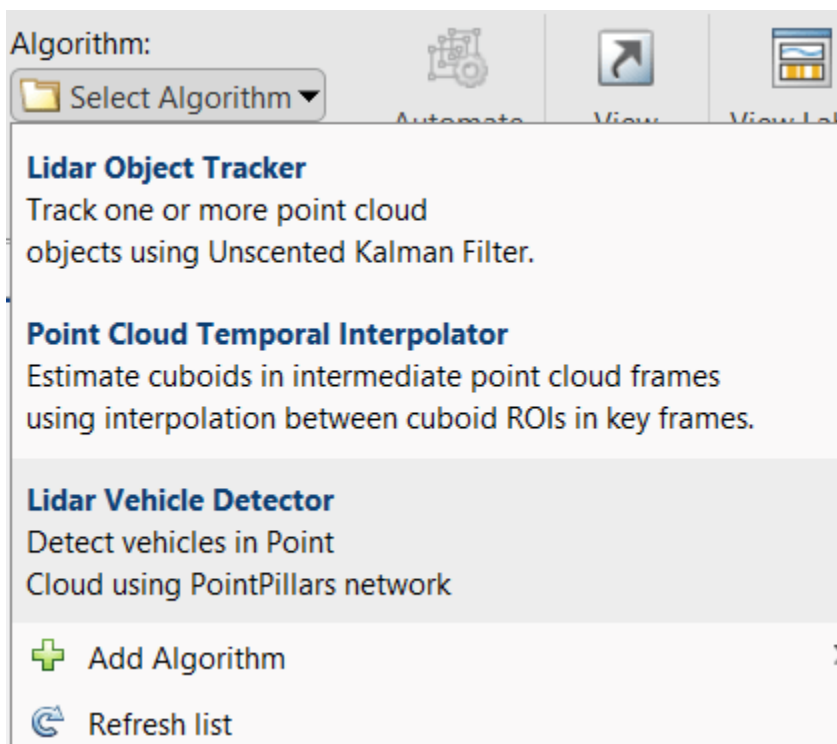 Algorithm:
Select Algorithm
Automate
View
Lidar Object Tracker
Track one or more point cloud
objects using Unscented Kalman Filter.
Point Cloud Temporal Interpolator
Estimate cuboids in intermediate point cloud frames
using interpolation between cuboid ROIs in key frames.
Lidar Vehicle Detector
Detect vehicles in Point
Cloud using PointPillars network
Add Algorithm
Refresh list